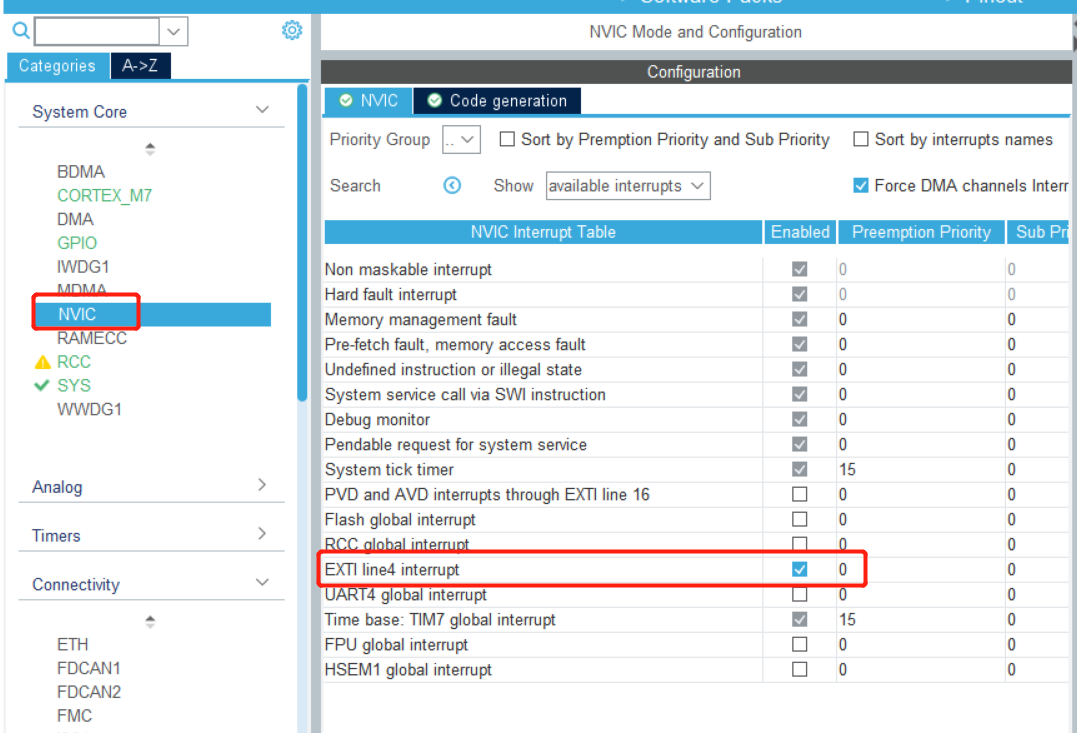 NVIC Mode and Configuration
Categories A->Z
Configuration
System Core
NVIC Code generation
Priority Group .. Sort by Premption Priority and Sub Priority Sort by interrupts names
BDMA
CORTEX_M7
DMA
GPIO
IWDG1
MDMA
NVIC
RAMECC
RCC
SYS
WWDG1
Analog
Timers
Connectivity
ETH
FDCAN1
FDCAN2
FMC
Search Show available interrupts Force DMA channels Interr
NVIC Interrupt Table Enabled Preemption Priority Sub Pri
Non maskable interrupt 0 0
Hard fault interrupt 0 0
Memory management fault 0 0
Pre-fetch fault, memory access fault 0 0
Undefined instruction or illegal state 0 0
System service call via SWI instruction 0 0
Debug monitor 0 0
Pendable request for system service 0 0
System tick timer 15 0
PVD and AVD interrupts through EXTI line 16 0 0
Flash global interrupt 0 0
RCC global interrupt 0 0
EXTI line4 interrupt 0 0
UART4 global interrupt 0 0
Time base: TIM7 global interrupt 15 0
FPU global interrupt 0 0
HSEM1 global interrupt 0 0